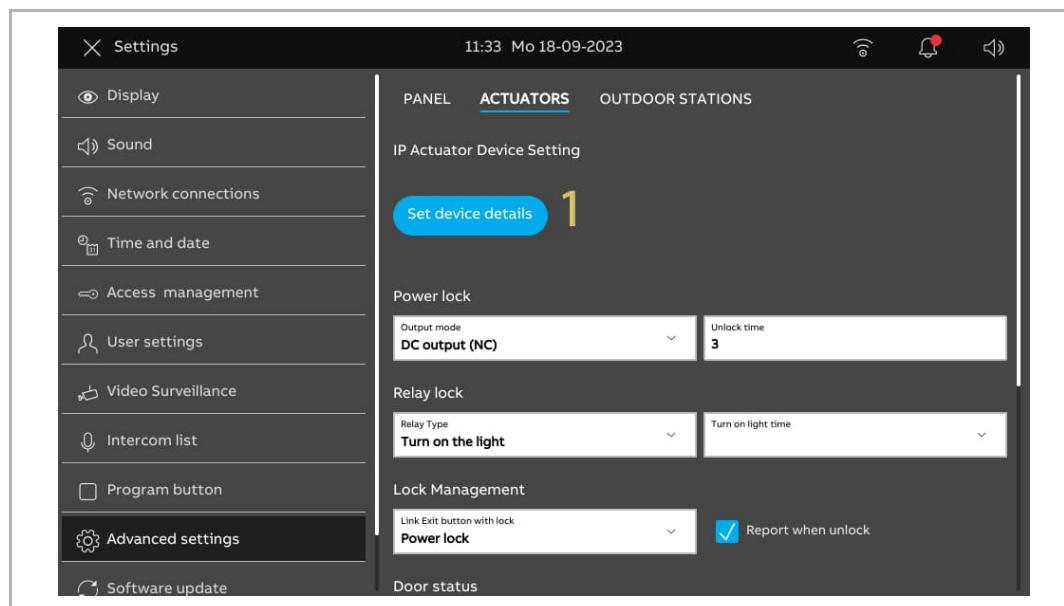 Settings
11:33 Mo 18-09-2023
Display
Sound
Network connections
Time and date
Access management
User settings
Video Surveillance
Intercom list
Program button
Advanced settings
Software update
PANEL ACTUATORS OUTDOOR STATIONS
IP Actuator Device Setting
Set device details 1
Power lock
Output mode
DC output (NC)
Unlock time
3
Relay lock
Relay Type
Turn on the light
Turn on light time
Lock Management
Link Exit button with lock
Power lock
Report when unlock
Door status